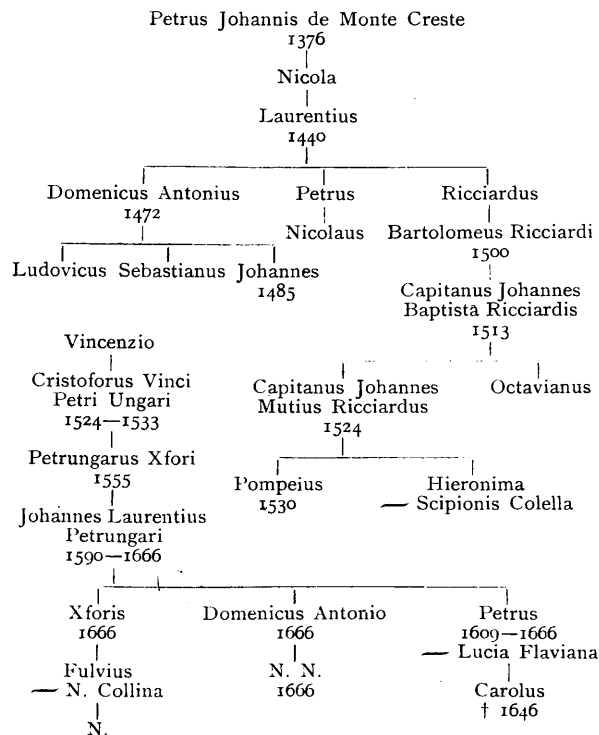 Petrus Johannis de Monte Creste
1376
Nicola
Laurentius
1440
Domenicus Antonius
1472
Petrus
Ricciardus
Nicolaus
Bartolomeus Ricciardi
1500
Ludovicus Sebastianus Johannes
1485
Capitanus Johannes
Baptista Ricciardis
1513
Vincenzio
Cristoforus Vinci
Petri Ungari
1524—1533
Capitanus Johannes
Mutius Ricciardus
1524
Octavianus
Petrungarus Xfori
1555
Pompeius
1530
Hieronima
— Scipionis Colella
Johannes Laurentius
Petrungari
1590—1666
Xforis
1666
Domenicus Antonio
1666
Petrus
1609—1666
— Lucia Flaviana
Fulvius
— N. Collina
N. N.
1666
Carolus
† 1646
N.